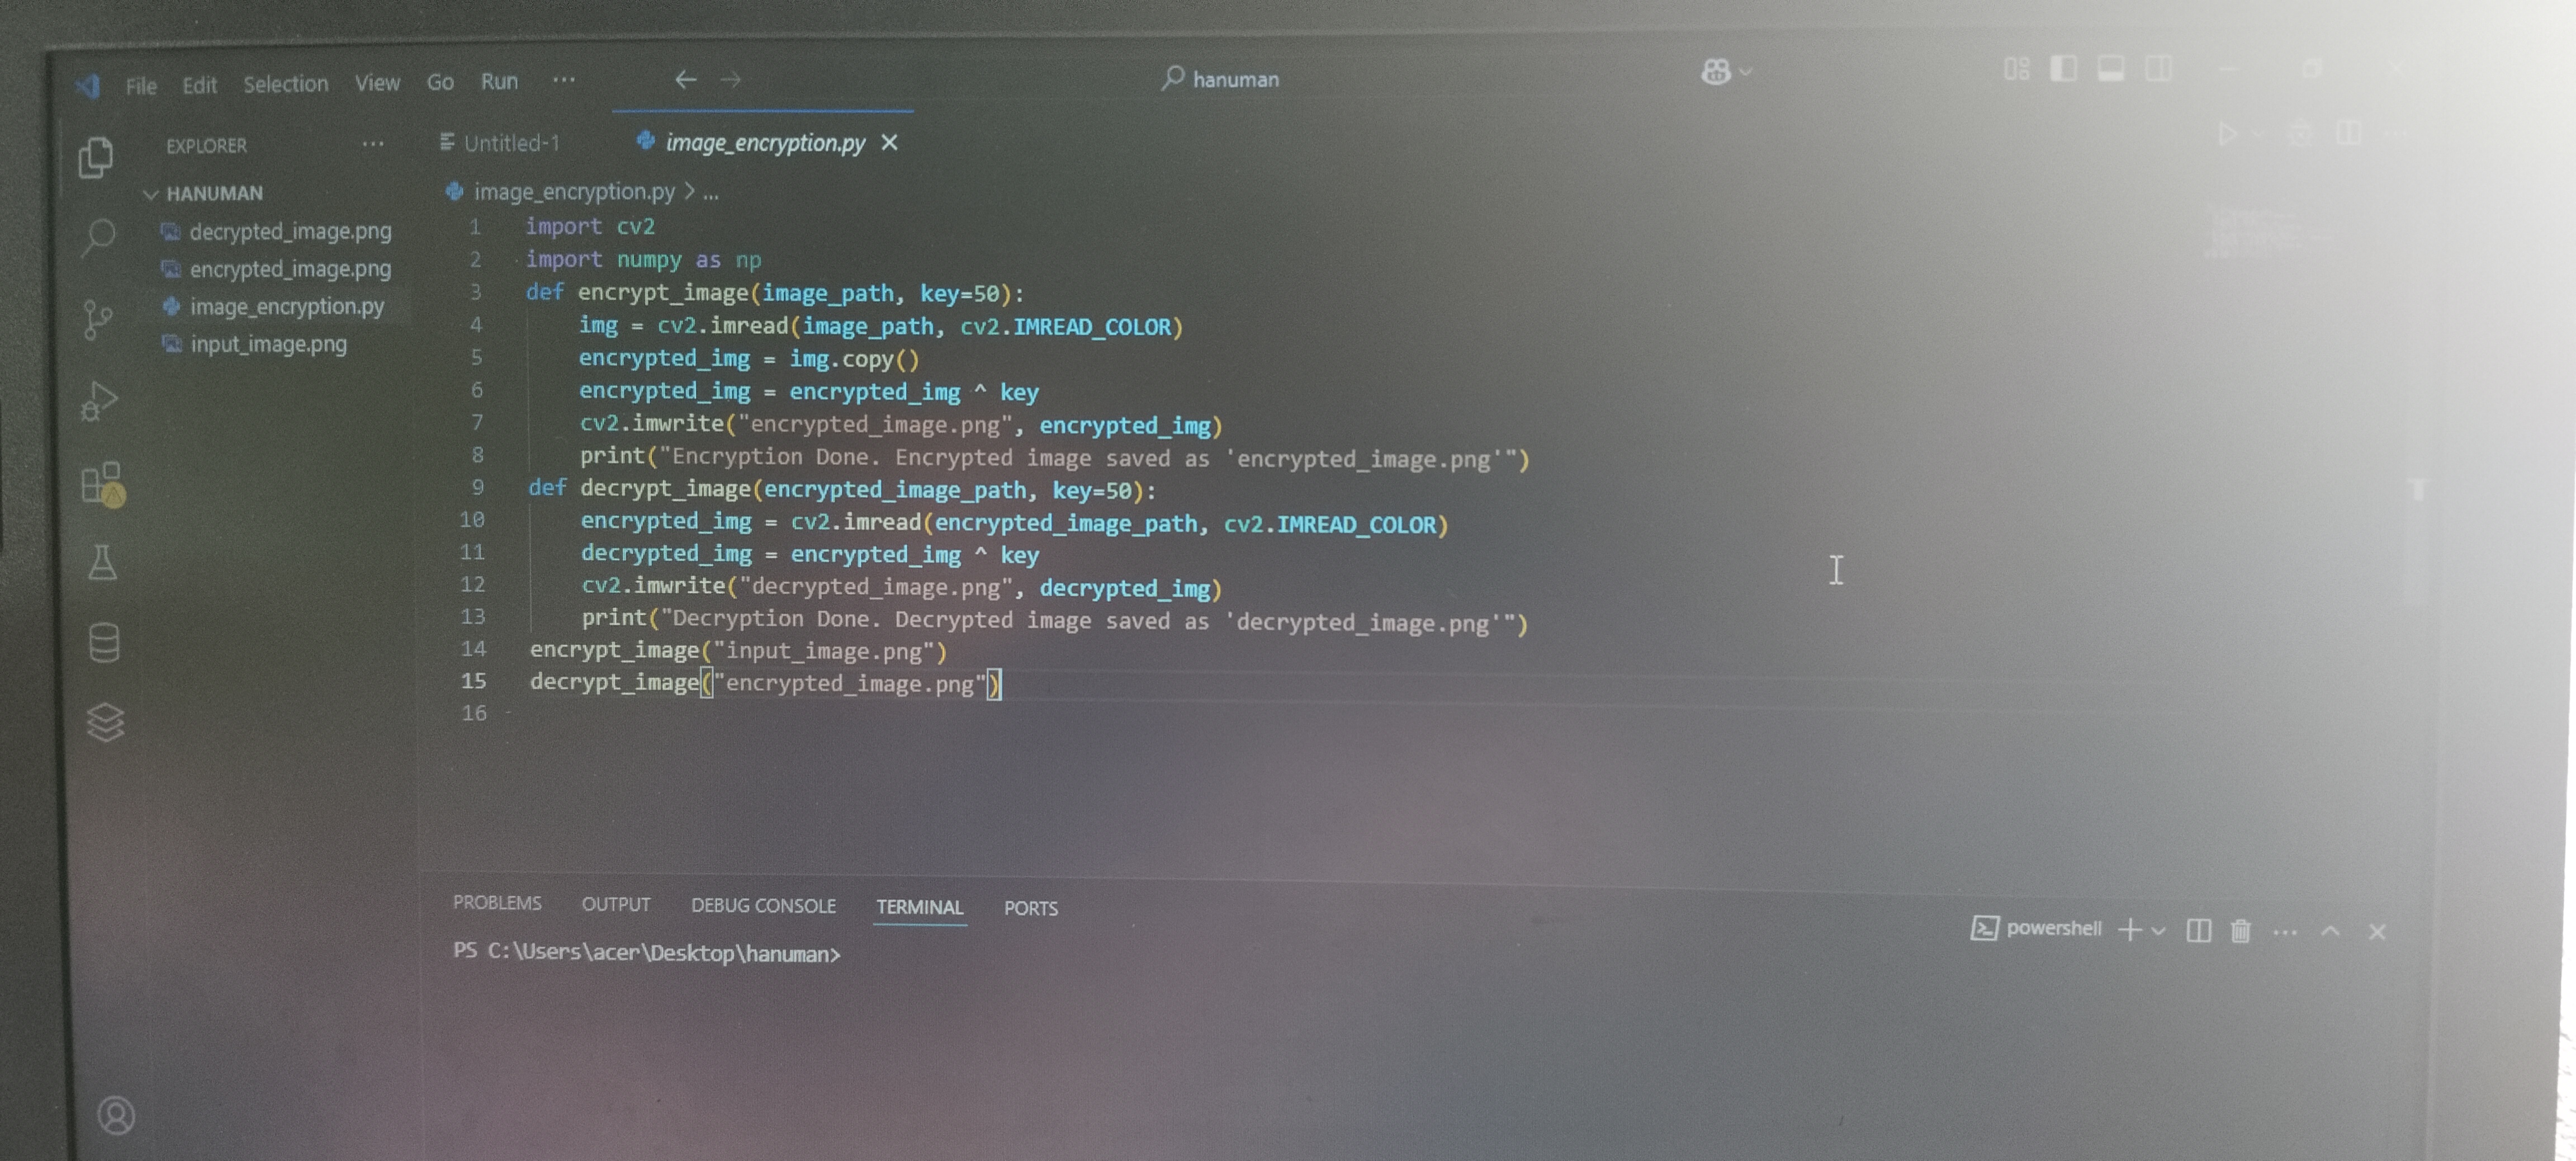 File Edit Selection View Go Run ... hanuman
EXPLORER ...
HANUMAN
decrypted_image.png
encrypted_image.png
image_encryption.py
input_image.png
Untitled-1 image_encryption.py
image_encryption.py > ...
1 import cv2
2 import numpy as np
3 def encrypt_image(image_path, key=50):
4 img = cv2.imread(image_path, cv2.IMREAD_COLOR)
5 encrypted_img = img.copy()
6 encrypted_img = encrypted_img ^ key
7 cv2.imwrite("encrypted_image.png", encrypted_img)
8 print("Encryption Done. Encrypted image saved as 'encrypted_image.png'")
9 def decrypt_image(encrypted_image_path, key=50):
10 encrypted_img = cv2.imread(encrypted_image_path, cv2.IMREAD_COLOR)
11 decrypted_img = encrypted_img ^ key
12 cv2.imwrite("decrypted_image.png", decrypted_img)
13 print("Decryption Done. Decrypted image saved as 'decrypted_image.png'")
14 encrypt_image("input_image.png")
15 decrypt_image("encrypted_image.png")
16
PROBLEMS OUTPUT DEBUG CONSOLE TERMINAL PORTS
powershell
PS C:\Users\acer\Desktop\hanuman>